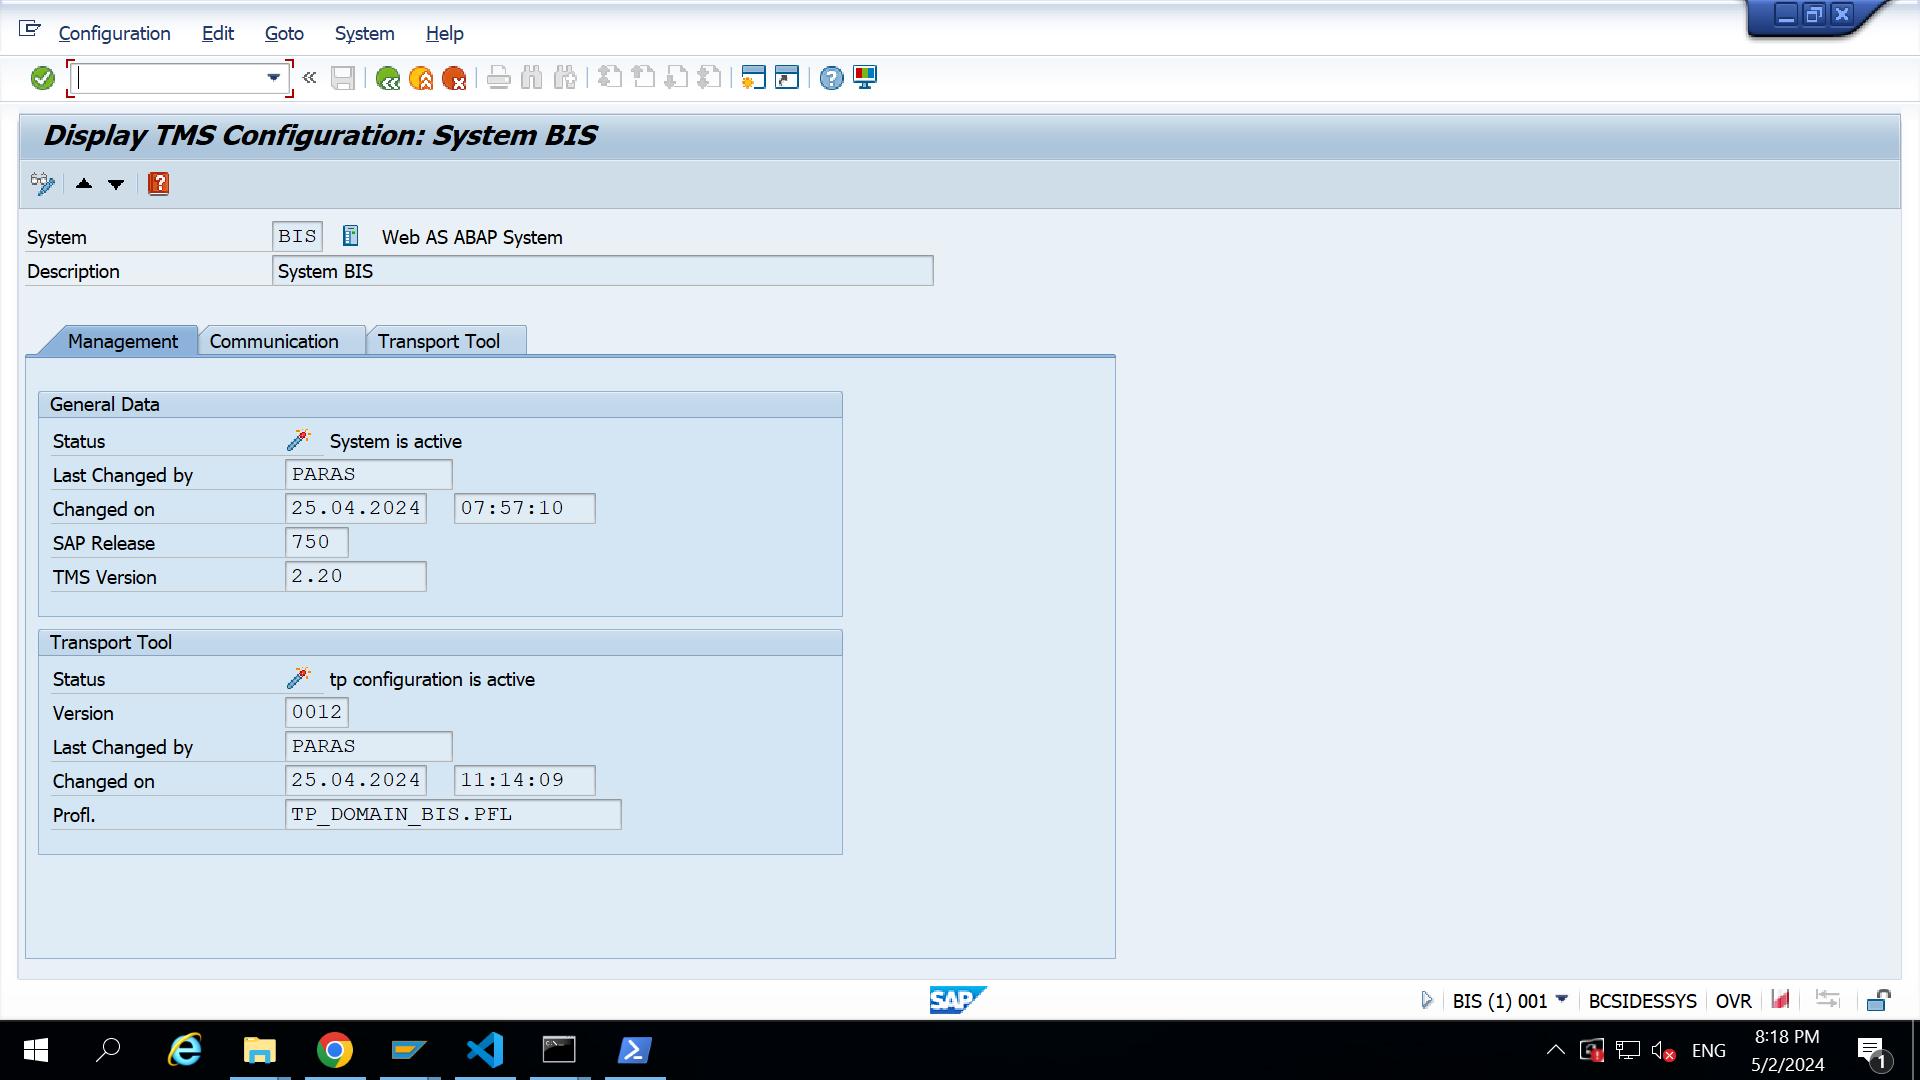 Configuration Edit Goto System Help
Display TMS Configuration: System BIS
System BIS Web AS ABAP System
Description System BIS
Management Communication Transport Tool
General Data
Status System is active
Last Changed by PARAS
Changed on 25.04.2024 07:57:10
SAP Release 750
TMS Version 2.20
Transport Tool
Status tp configuration is active
Version 0012
Last Changed by PARAS
Changed on 25.04.2024 11:14:09
Profl. TP_DOMAIN_BIS.PFL
SAP BIS (1) 001 BCSIDESSYS OVR
ENG 8:18 PM
5/2/2024 1